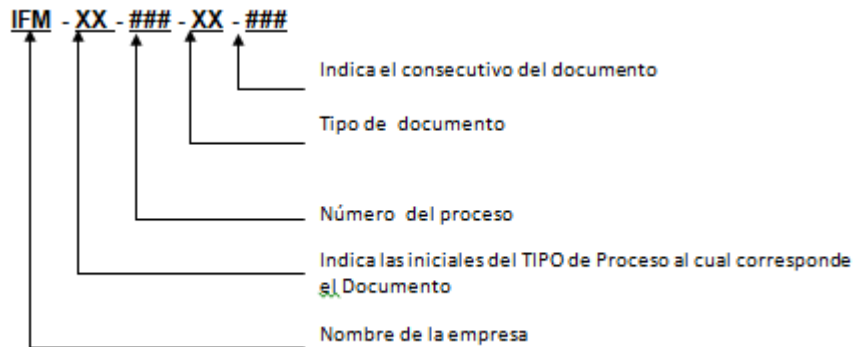 IFM - XX - ### - XX - ###
Indica el consecutivo del documento
Tipo de documento
Número del proceso
Indica las iniciales del TIPO de Proceso al cual corresponde
el Documento
Nombre de la empresa